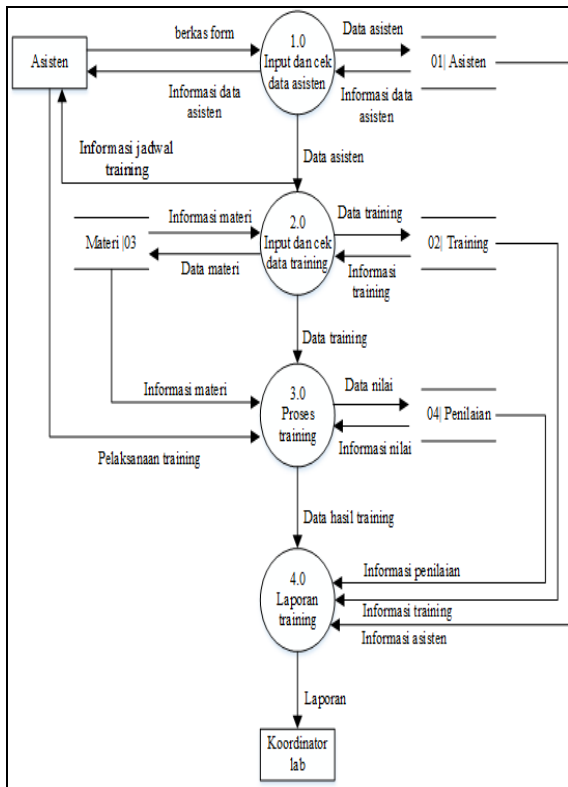 berkas form
Asisten
1.0
Input dan cek
data asisten
Data asisten
01| Asisten
Informasi data
asisten
Informasi data
asisten
Informasi jadwal
training
Data asisten
Informasi materi
Materi |03
Data materi
2.0
Input dan cek
data training
Data training
02| Training
Informasi
training
Data training
Informasi materi
3.0
Proses
training
Data nilai
04| Penilaian
Informasi nilai
Pelaksanaan training
Data hasil training
4.0
Laporan
training
Informasi penilaian
Informasi training
Informasi asisten
Laporan
Koordinator
lab